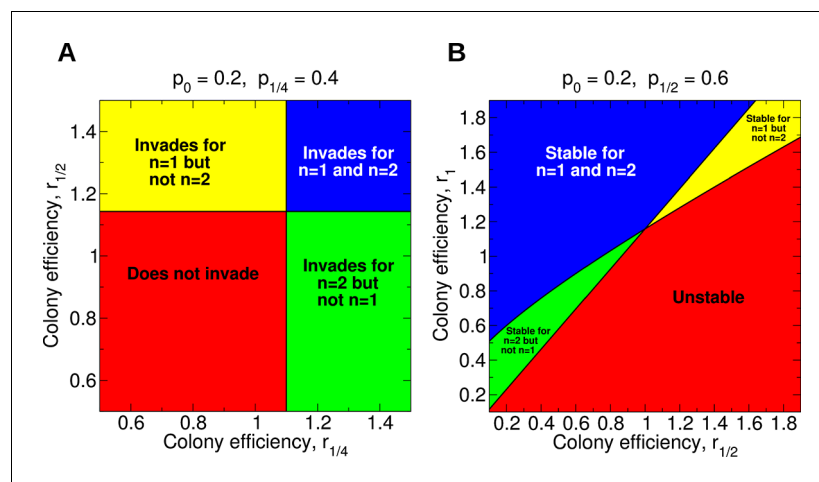 A
p0 = 0.2, p1/4 = 0.4
Colony efficiency, r1/2
1.4
1.2
1
0.8
0.6
Invades for
n=1 but
not n=2
Invades for
n=1 and n=2
Does not invade
Invades for
n=2 but
not n=1
0.6 0.8 1 1.2 1.4
Colony efficiency, r1/4
B
p0 = 0.2, p1/2 = 0.6
Colony efficiency, r1
1.8
1.6
1.4
1.2
1
0.8
0.6
0.4
0.2
Stable for
n=1 and n=2
Stable for
n=1 but
not n=2
Unstable
Stable for
n=2 but
not n=1
0.2 0.4 0.6 0.8 1 1.2 1.4 1.6 1.8
Colony efficiency, r1/2